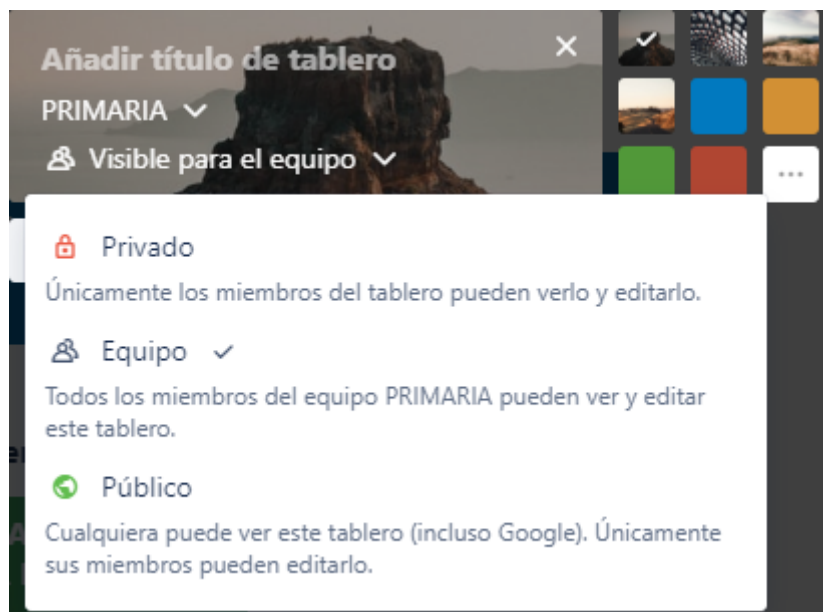 Añadir título de tablero
PRIMARIA
Visible para el equipo
Privado
Únicamente los miembros del tablero pueden verlo y editarlo.
Equipo
Todos los miembros del equipo PRIMARIA pueden ver y editar
este tablero.
Público
Cualquiera puede ver este tablero (incluso Google). Únicamente
sus miembros pueden editarlo.